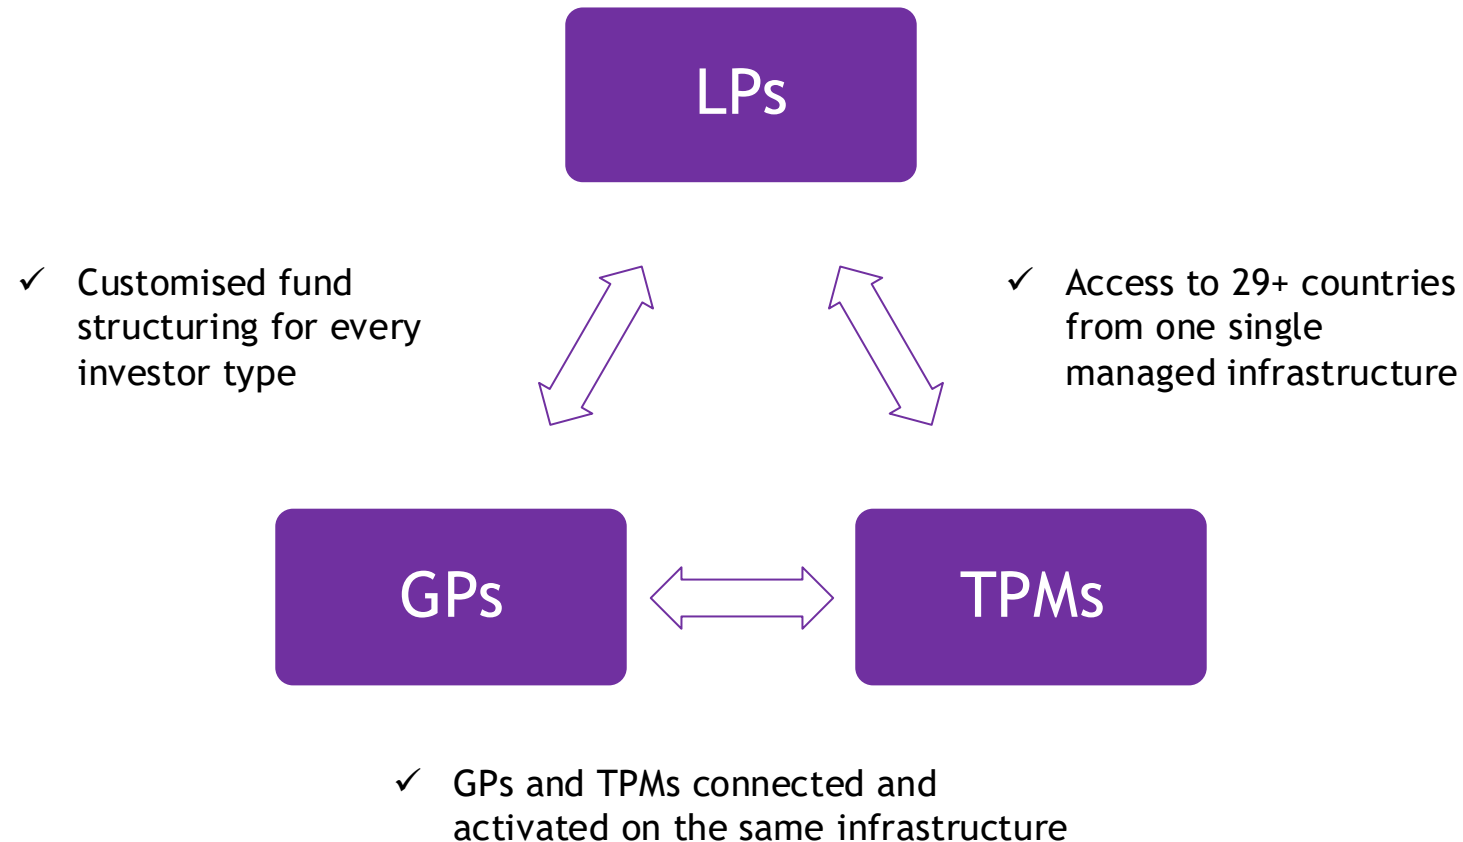 LPs
✓ Customised fund
structuring for every
investor type
✓ Access to 29+ countries
from one single
managed infrastructure
GPs
TPMs
✓ GPs and TPMs connected and
activated on the same infrastructure